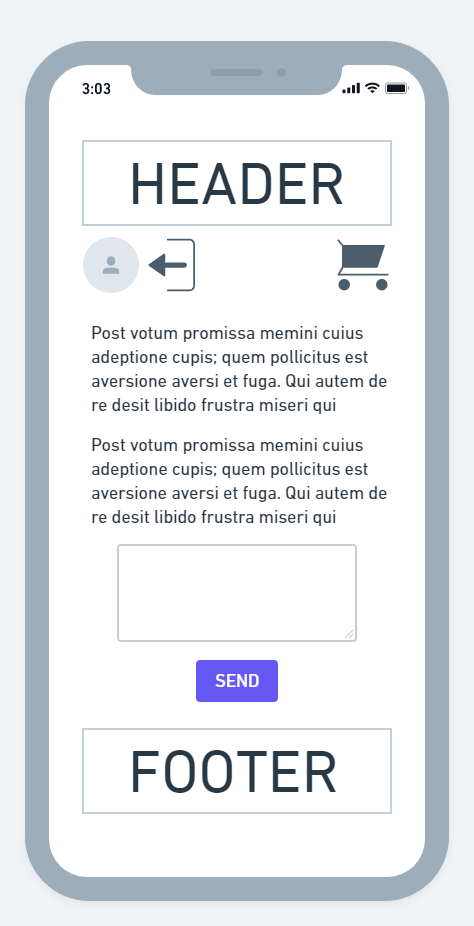 3:03
HEADER
Post votum promissa memini cuius
adeptione cupis; quem pollicitus est
aversione aversi et fuga. Qui autem de
re desit libido frustra miseri qui
Post votum promissa memini cuius
adeptione cupis; quem pollicitus est
aversione aversi et fuga. Qui autem de
re desit libido frustra miseri qui
SEND
FOOTER